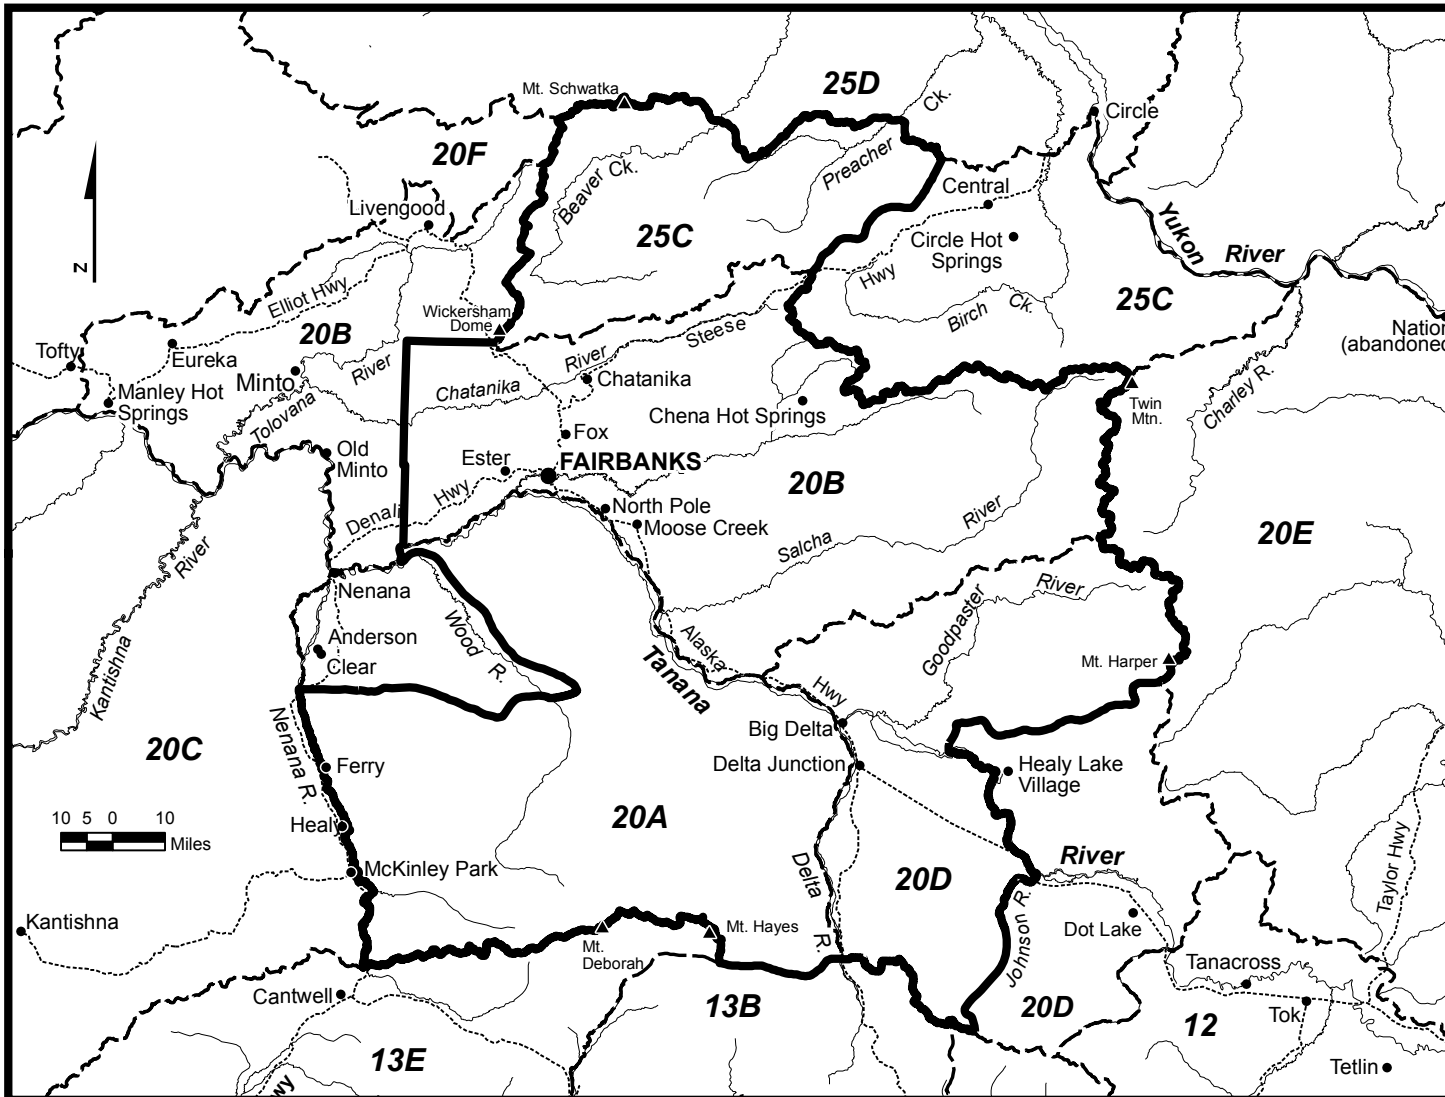 Mt. Schwatka
25D
Ck.
Circle
20F
Preacher
Beaver
Ck.
Central
Livengood
25C
Circle Hot
Springs
Yukon
River
N
Elliot Hwy
Hwy
Birch
Ck.
25C
Wickersham
Dome
20B
Steese
Nation
(abandoned
Tofty
Eureka
River
River
Minto
Chatanika
Chatanika
Manley Hot
Springs
Tolovana
Chena Hot Springs
Twin
Mtn.
Charley R.
Fox
Old
Minto
Ester
FAIRBANKS
20B
Hwy
Denali
North Pole
Moose Creek
Salcha
River
20E
River
Nenana
Goodpaster
River
Wood
R.
Anderson
Clear
Alaska
Tanana
Mt. Harper
Kantishna
Hwy
Nenana R.
20C
Big Delta
Delta Junction
Healy Lake
Village
Ferry
10 5 0 10
Miles
Healy
20A
River
Taylor Hwy
McKinley Park
Delta
R.
20D
Johnson R.
Kantishna
Dot Lake
Mt.
Deborah
Mt. Hayes
Tanacross
Cantwell
13B
20D
12
Tok
13E
Tetlin
wy